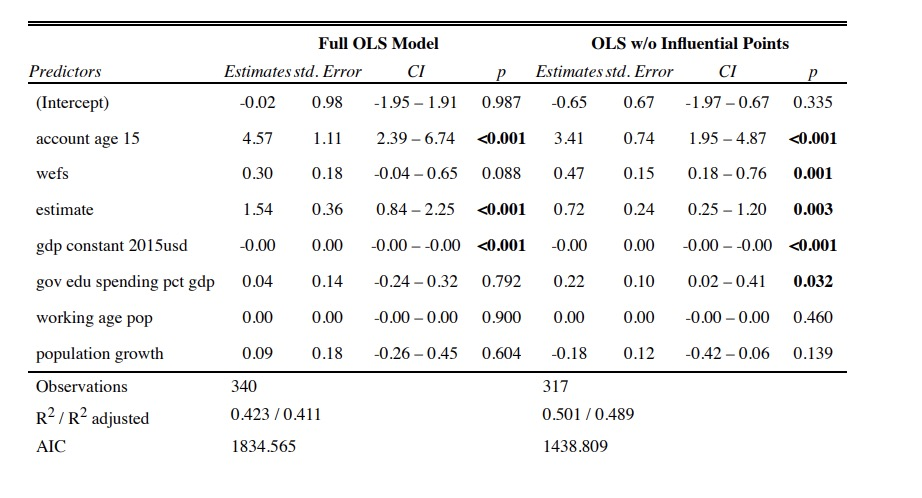 Full OLS Model OLS w/o Influential Points
Predictors Estimates std. Error CI p Estimates std. Error CI p
(Intercept) -0.02 0.98 -1.95 – 1.91 0.987 -0.65 0.67 -1.97 – 0.67 0.335
account age 15 4.57 1.11 2.39 – 6.74 <0.001 3.41 0.74 1.95 – 4.87 <0.001
wefs 0.30 0.18 -0.04 – 0.65 0.088 0.47 0.15 0.18 – 0.76 0.001
estimate 1.54 0.36 0.84 – 2.25 <0.001 0.72 0.24 0.25 – 1.20 0.003
gdp constant 2015usd -0.00 0.00 -0.00 – -0.00 <0.001 -0.00 0.00 -0.00 – -0.00 <0.001
gov edu spending pct gdp 0.04 0.14 -0.24 – 0.32 0.792 0.22 0.10 0.02 – 0.41 0.032
working age pop 0.00 0.00 -0.00 – 0.00 0.900 0.00 0.00 -0.00 – 0.00 0.460
population growth 0.09 0.18 -0.26 – 0.45 0.604 -0.18 0.12 -0.42 – 0.06 0.139
Observations 340 317
R² / R² adjusted 0.423 / 0.411 0.501 / 0.489
AIC 1834.565 1438.809